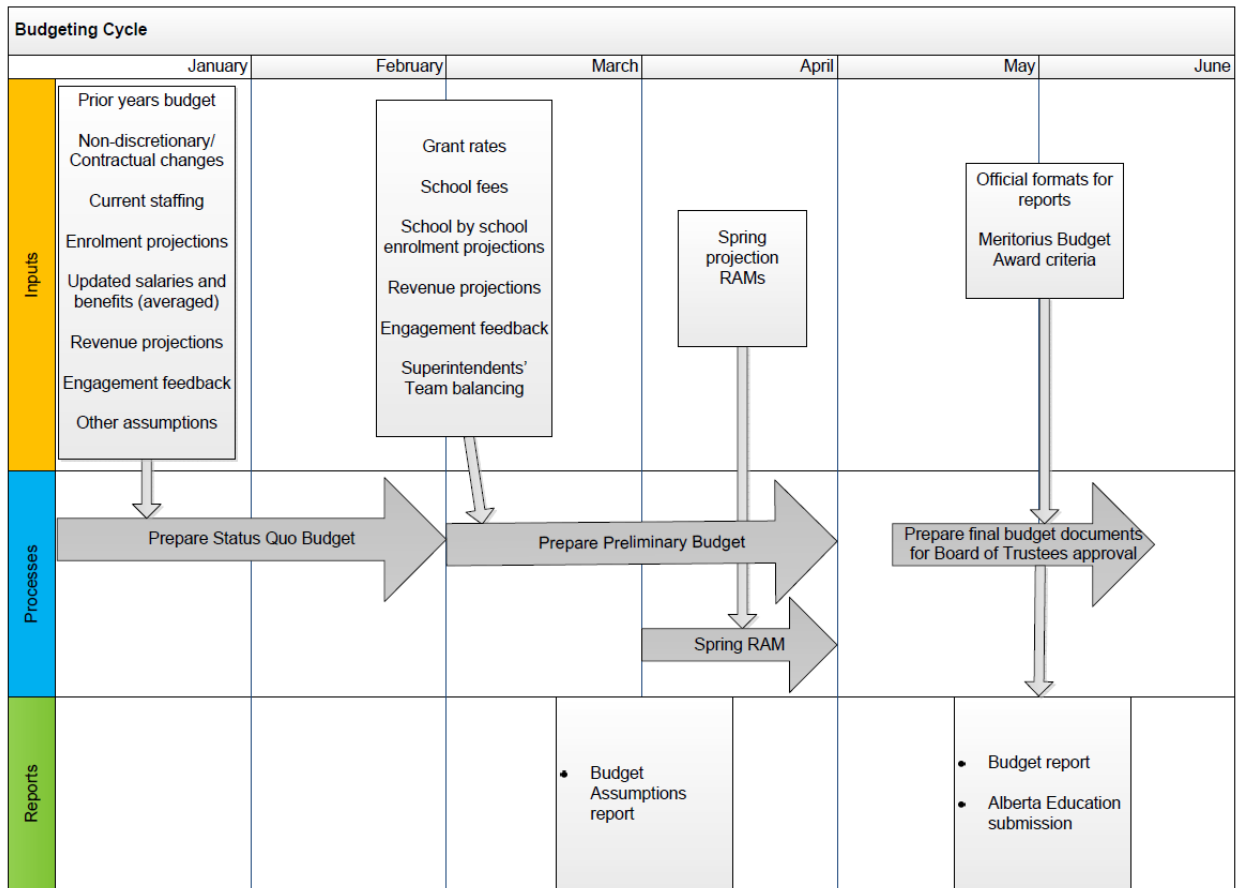 Budgeting Cycle
January
February
March
April
May
June
Inputs
Prior years budget
Non-discretionary/
Contractual changes
Current staffing
Enrolment projections
Updated salaries and
benefits (averaged)
Revenue projections
Engagement feedback
Other assumptions
Grant rates
School fees
School by school
enrolment projections
Revenue projections
Engagement feedback
Superintendents'
Team balancing
Spring
projection
RAMs
Official formats for
reports
Meritorius Budget
Award criteria
Processes
Prepare Status Quo Budget
Prepare Preliminary Budget
Spring RAM
Prepare final budget documents
for Board of Trustees approval
Reports
• Budget
Assumptions
report
• Budget report
• Alberta Education
submission